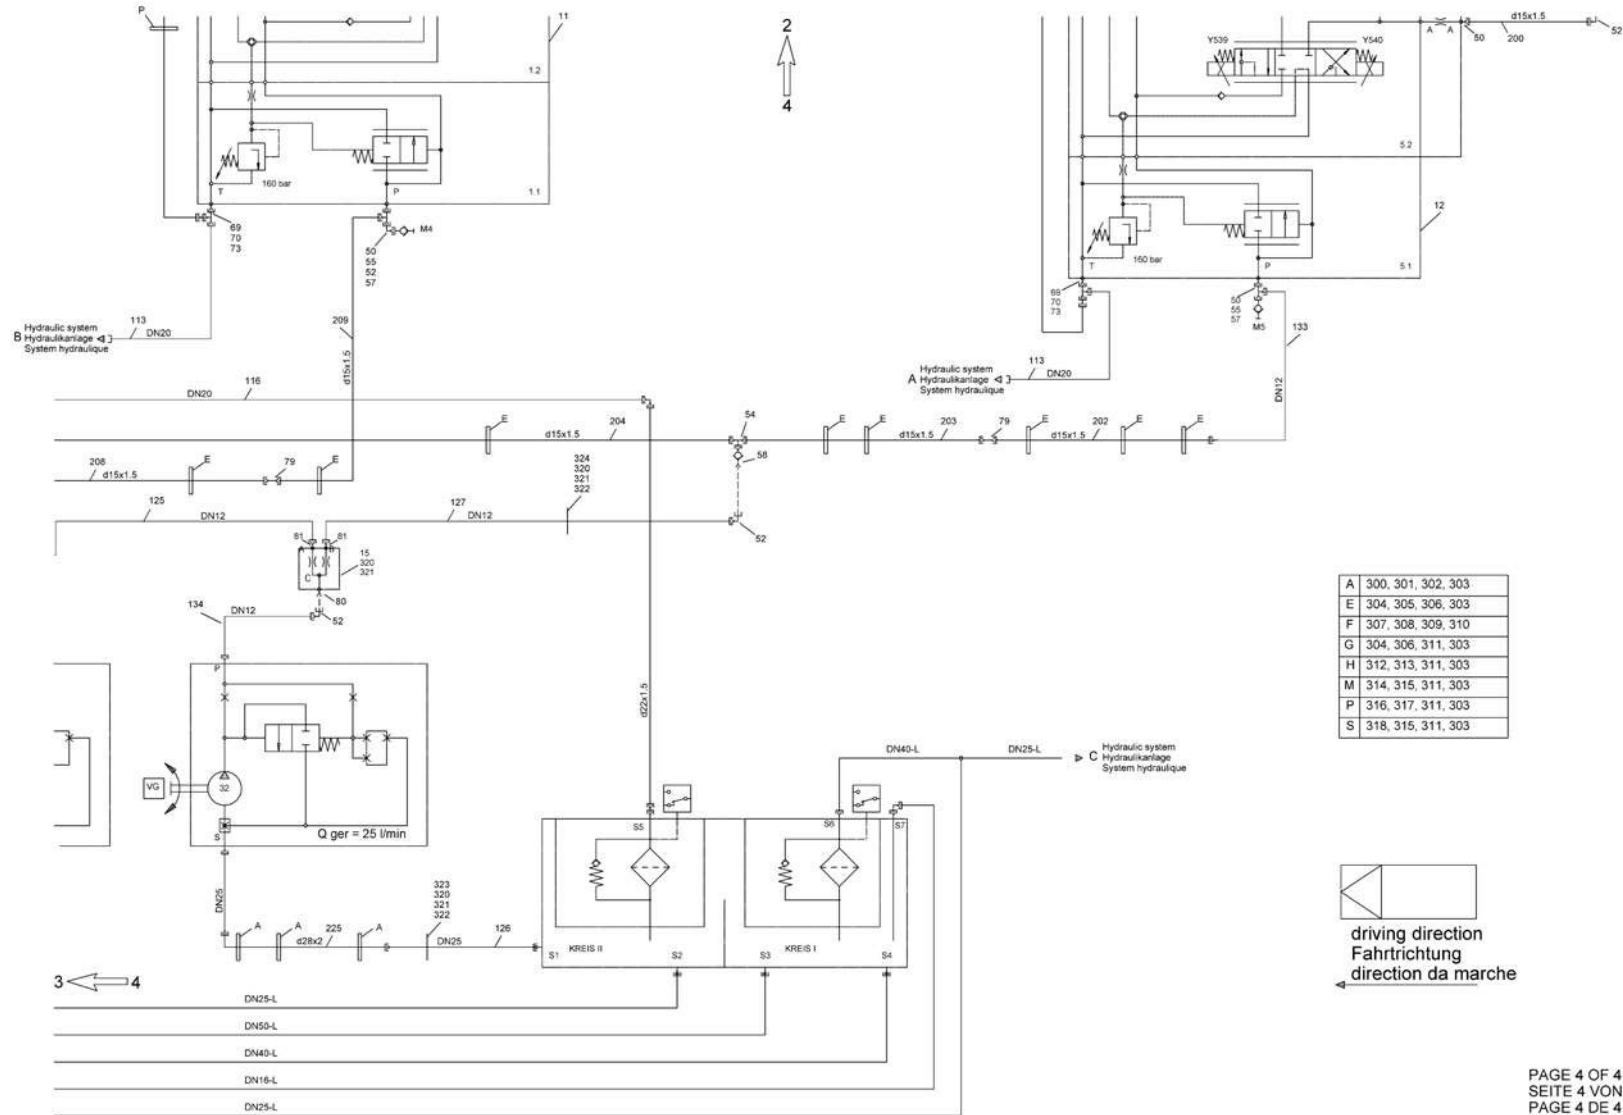 P
11
1.2
T
160 bar
P
1.1
69
70
73
M4
50
55
52
57
2
4
Y539
Y540
A
A
50
d15x1.5
200
52
5.2
12
T
160 bar
P
5.1
69
70
73
50
55
57
M5
133
DN12
B
Hydraulic system
Hydraulikanlage
System hydraulique
113
DN20
209
d15x1.5
A
Hydraulic system
Hydraulikanlage
System hydraulique
113
DN20
DN20
116
E
d15x1.5
204
54
58
E
E
d15x1.5
203
79
E
d15x1.5
202
E
E
208
d15x1.5
E
79
E
324
320
321
322
125
DN12
127
DN12
52
81
81
A
B
C
15
320
321
80
52
134
DN12
P
VG
32
S
Q ger = 25 l/min
d22x1.5
A 300, 301, 302, 303
E 304, 305, 306, 303
F 307, 308, 309, 310
G 304, 306, 311, 303
H 312, 313, 311, 303
M 314, 315, 311, 303
P 316, 317, 311, 303
S 318, 315, 311, 303
DN40-L
DN25-L
C
Hydraulic system
Hydraulikanlage
System hydraulique
S5
S6
S7
DN25
A
A
d28x2
225
A
323
320
321
322
DN25
126
S1
KREIS II
S2
S3
KREIS I
S4
driving direction
Fahrtrichtung
direction da marche
3
4
DN25-L
DN50-L
DN40-L
DN16-L
DN25-L
PAGE 4 OF 4
SEITE 4 VON
PAGE 4 DE 4